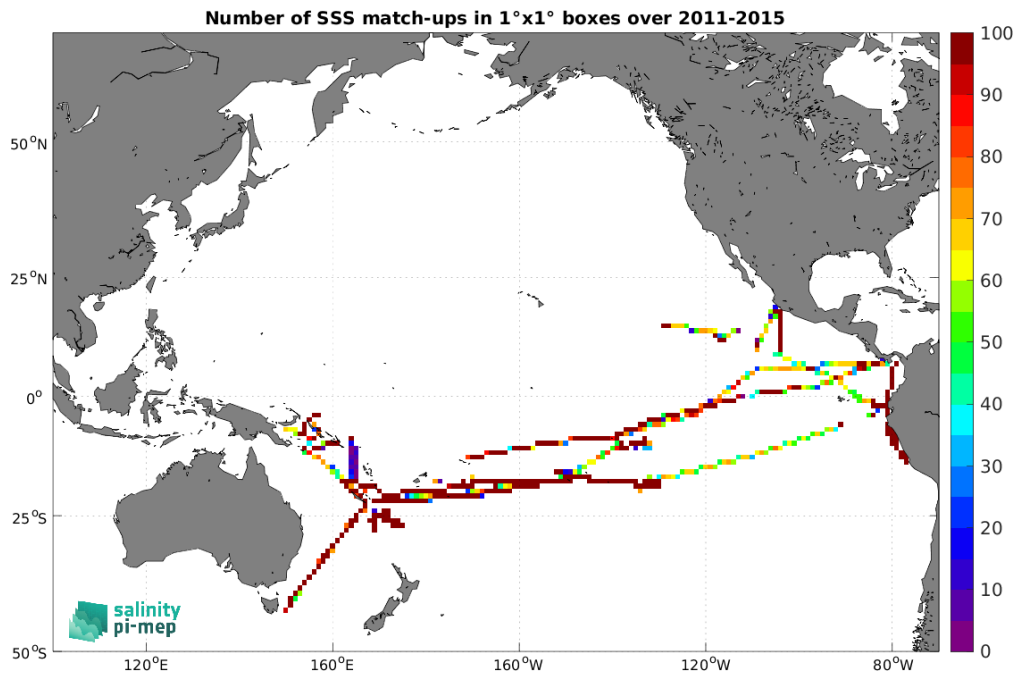 Number of SSS match-ups in 1°x1° boxes over 2011-2015
50°N
25°N
0°
25°S
50°S
120°E
160°E
160°W
120°W
80°W
100
90
80
70
60
50
40
30
20
10
0
salinity
pi-mep